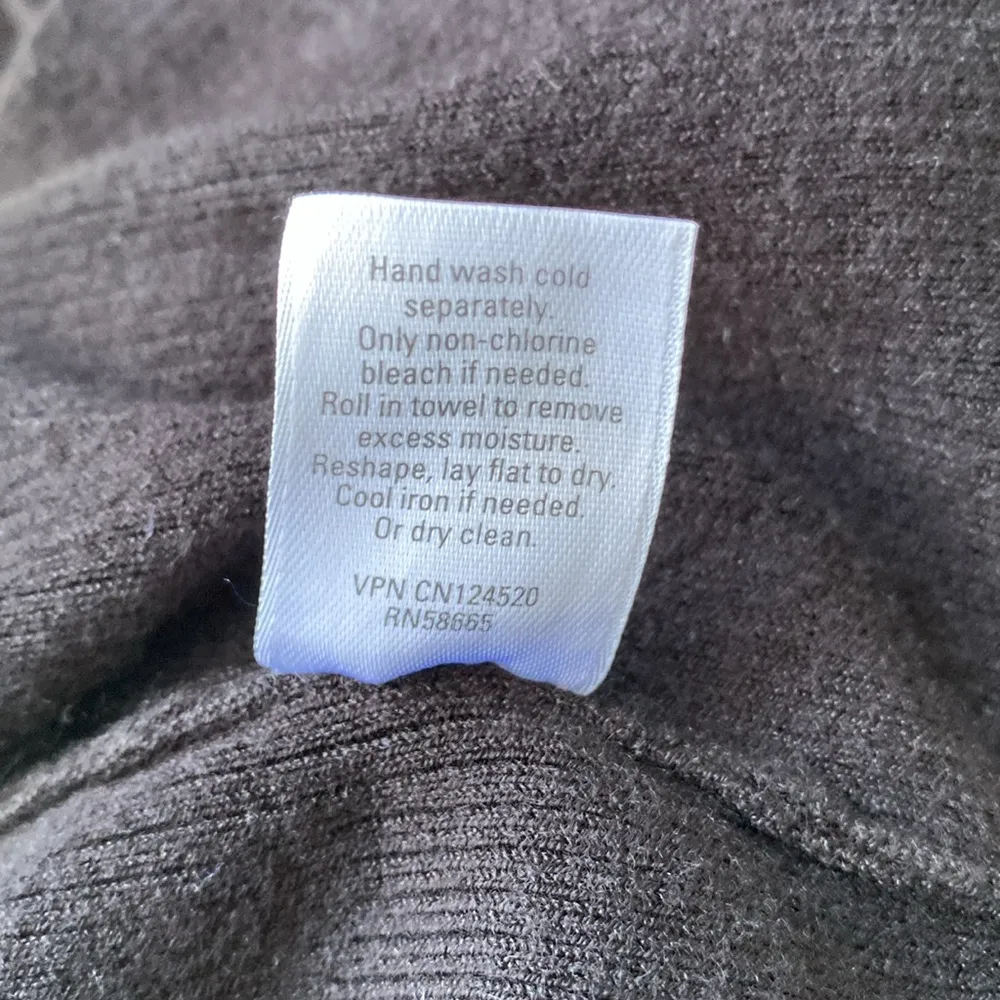 Hand wash cold
separately.
Only non-chlorine
bleach if needed.
Roll in towel to remove
excess moisture.
Reshape, lay flat to dry.
Cool iron if needed.
Or dry clean.
VPN CN124520
RN58665